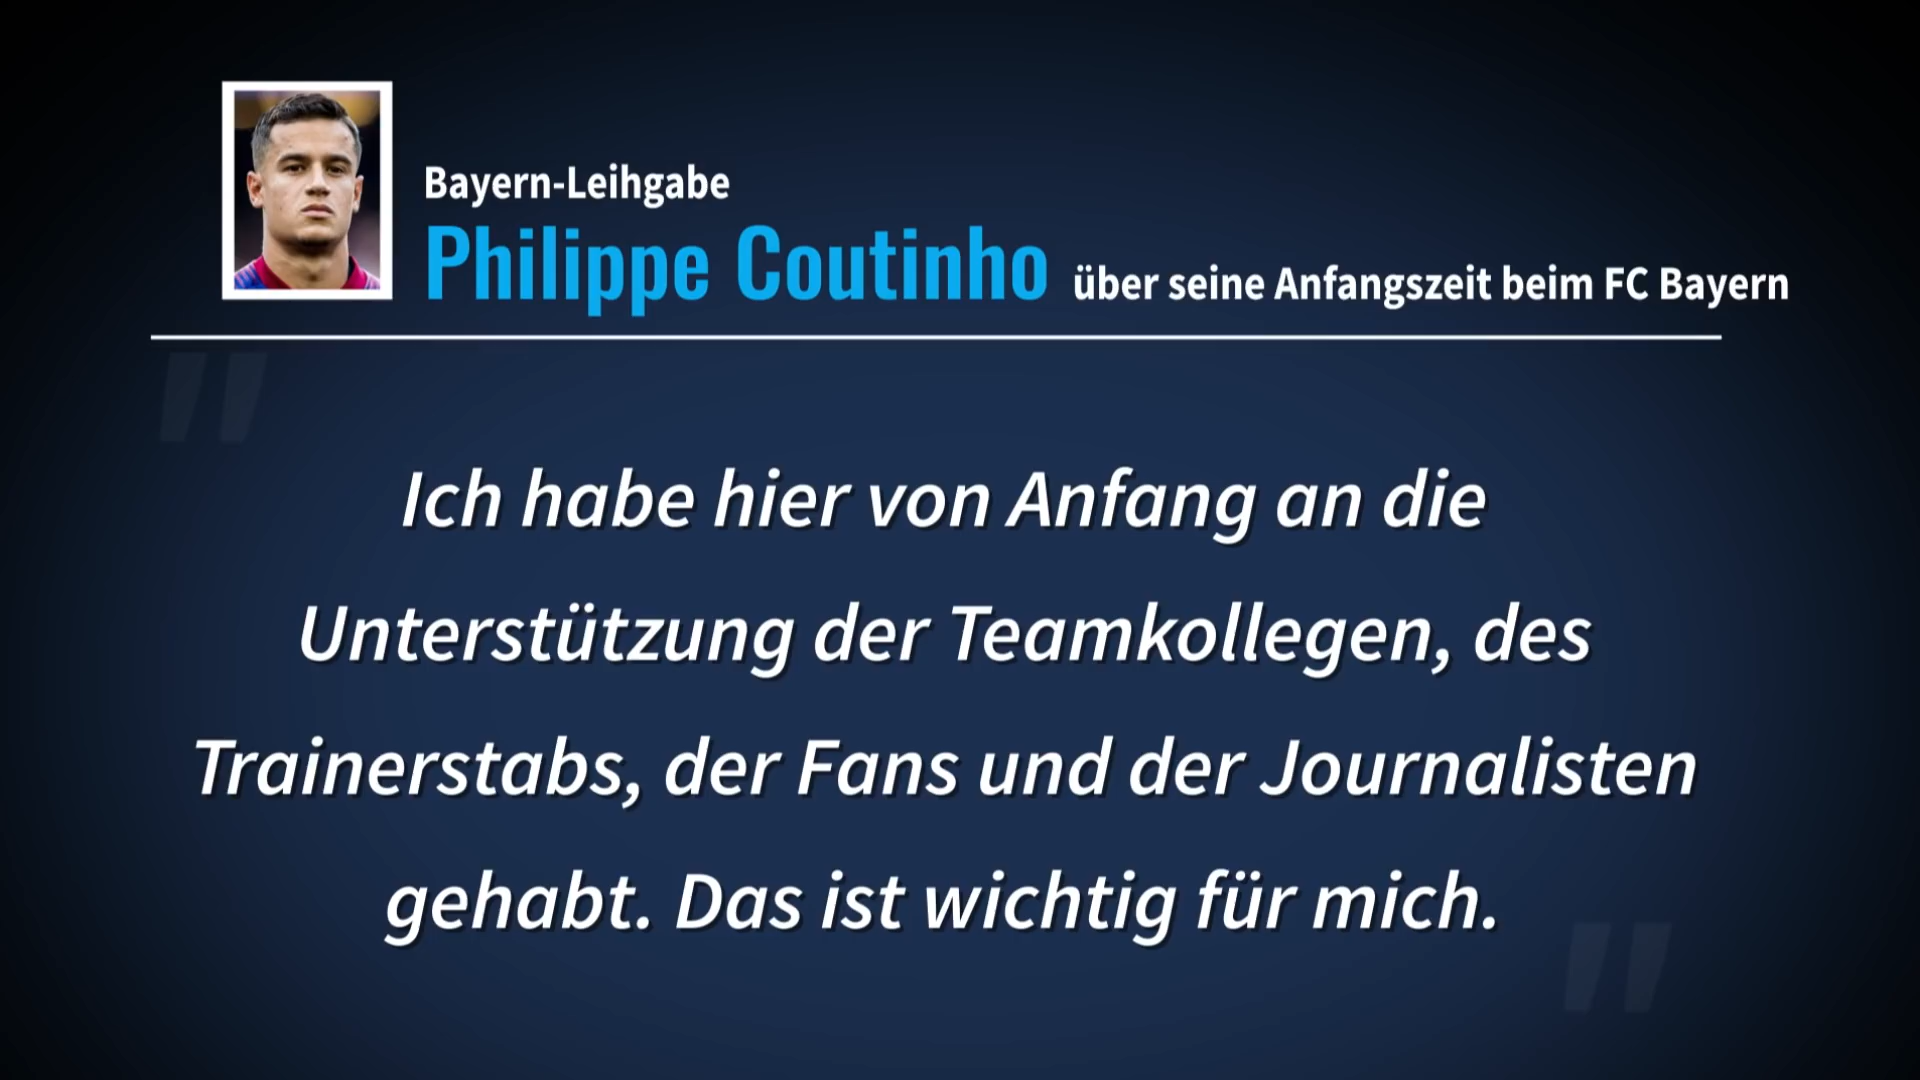 Bayern-Leihgabe
Philippe Coutinho über seine Anfangszeit beim FC Bayern
"
Ich habe hier von Anfang an die
Unterstützung der Teamkollegen, des
Trainerstabs, der Fans und der Journalisten
gehabt. Das ist wichtig für mich.
"